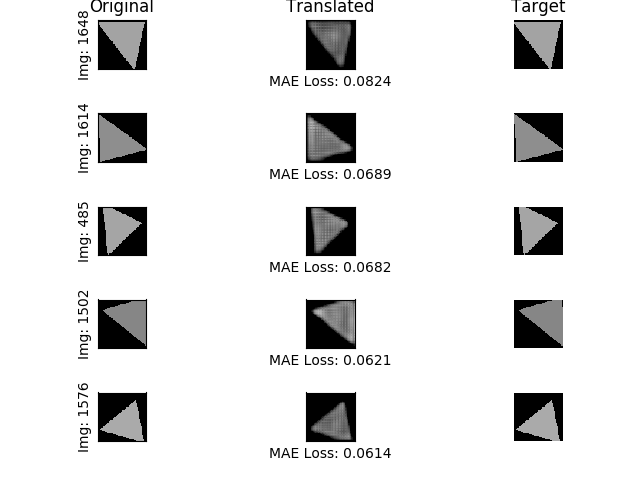 Original Translated Target
Img: 1648
MAE Loss: 0.0824
Img: 1614
MAE Loss: 0.0689
Img: 485
MAE Loss: 0.0682
Img: 1502
MAE Loss: 0.0621
Img: 1576
MAE Loss: 0.0614